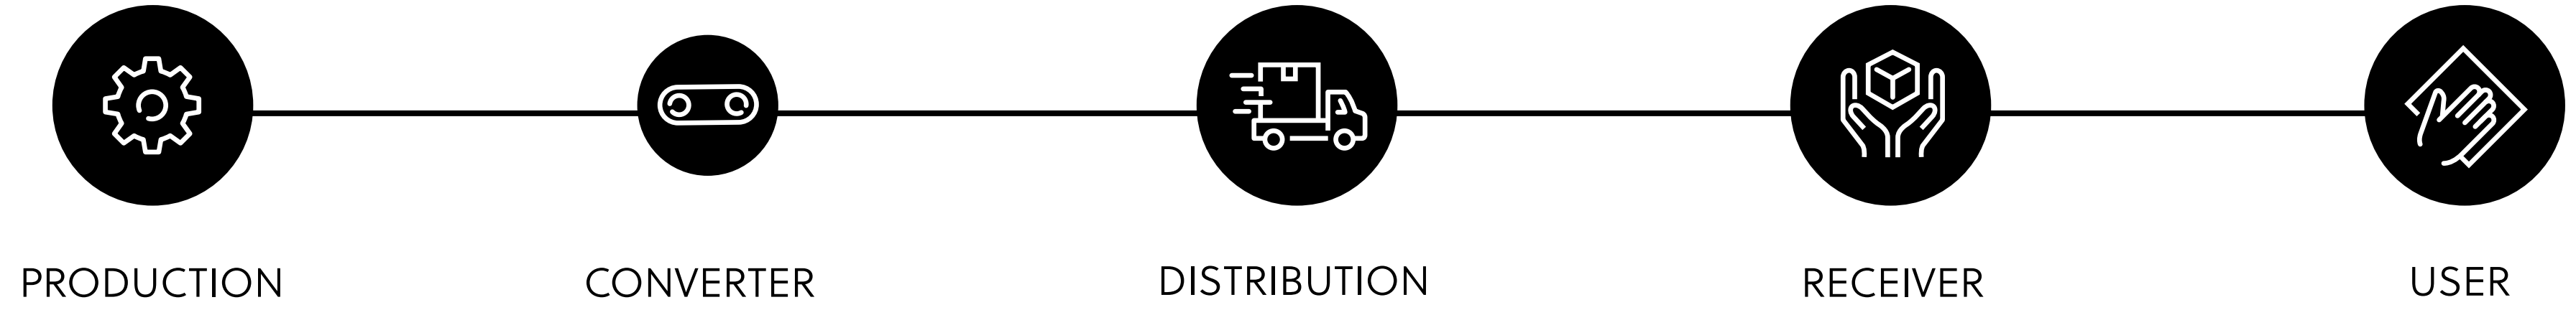 PRODUCTION
CONVERTER
DISTRIBUTION
RECEIVER
USER